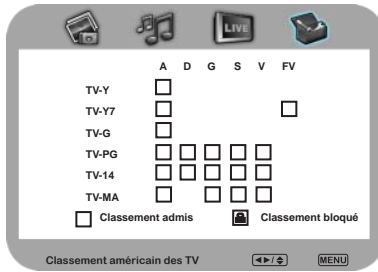 LIVE
A D G S V FV
TV-Y
TV-Y7
TV-G
TV-PG
TV-14
TV-MA
Classement admis Classement bloqué
Classement américain des TV / MENU